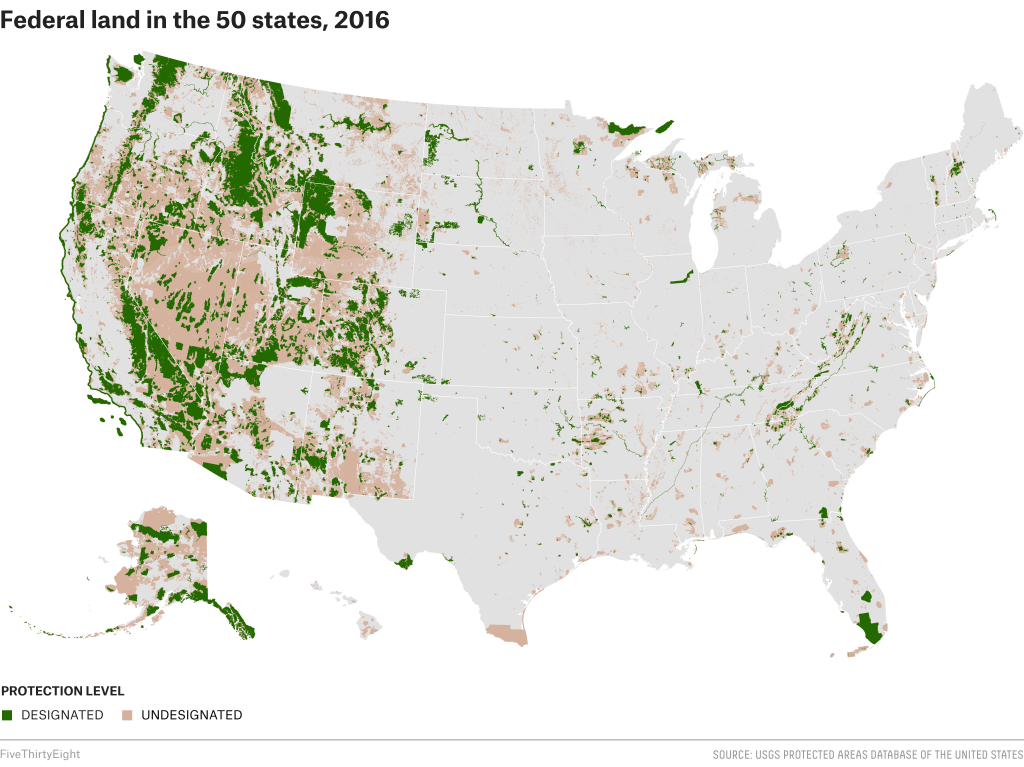 Federal land in the 50 states, 2016
PROTECTION LEVEL
DESIGNATED UNDESIGNATED
FiveThirtyEight SOURCE: USGS PROTECTED AREAS DATABASE OF THE UNITED STATES